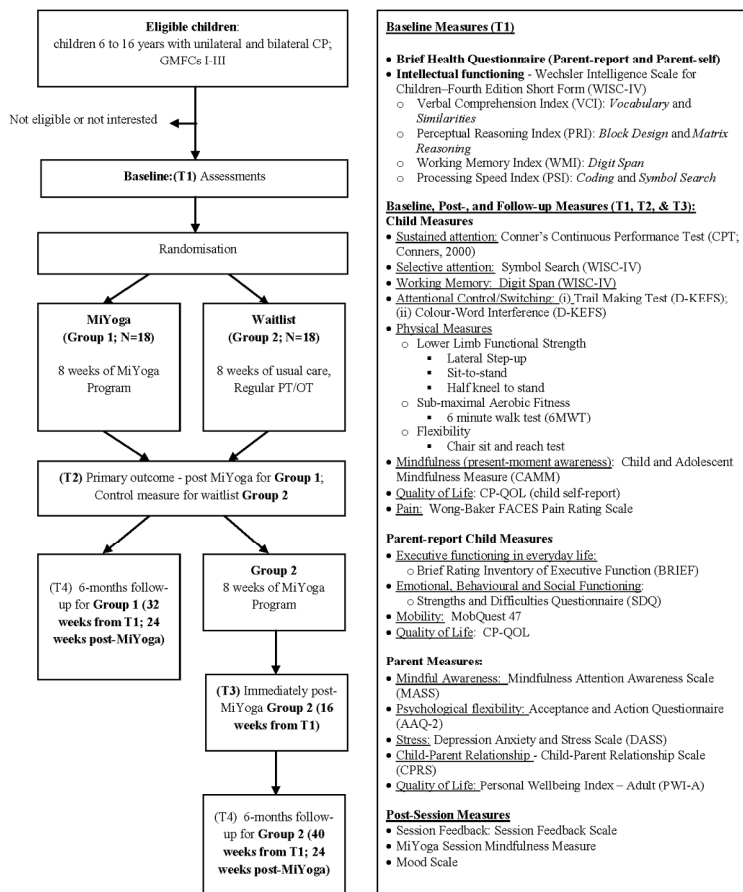 Eligible children:
children 6 to 16 years with unilateral and bilateral CP;
GMFCs I-III
Not eligible or not interested
Baseline:(T1) Assessments
Randomisation
MiYoga
(Group 1; N=18)
8 weeks of MiYoga
Program
Waitlist
(Group 2; N=18)
8 weeks of usual care,
Regular PT/OT
(T2) Primary outcome - post MiYoga for Group 1;
Control measure for waitlist Group 2
(T4) 6-months follow-
up for Group 1 (32
weeks from T1; 24
weeks post-MiYoga)
Group 2
8 weeks of MiYoga
Program
(T3) Immediately post-
MiYoga Group 2 (16
weeks from T1)
(T4) 6-months follow-
up for Group 2 (40
weeks from T1; 24
weeks post-MiYoga)
Baseline Measures (T1)
• Brief Health Questionnaire (Parent-report and Parent-self)
• Intellectual functioning - Wechsler Intelligence Scale for
Children–Fourth Edition Short Form (WISC-IV)
o Verbal Comprehension Index (VCI): Vocabulary and
Similarities
o Perceptual Reasoning Index (PRI): Block Design and Matrix
Reasoning
o Working Memory Index (WMI): Digit Span
o Processing Speed Index (PSI): Coding and Symbol Search
Baseline, Post-, and Follow-up Measures (T1, T2, & T3):
Child Measures
• Sustained attention: Conner's Continuous Performance Test (CPT;
Conners, 2000)
• Selective attention: Symbol Search (WISC-IV)
• Working Memory: Digit Span (WISC-IV)
• Attentional Control/Switching: (i) Trail Making Test (D-KEFS);
(ii) Colour-Word Interference (D-KEFS)
• Physical Measures
o Lower Limb Functional Strength
▪ Lateral Step-up
▪ Sit-to-stand
▪ Half kneel to stand
o Sub-maximal Aerobic Fitness
▪ 6 minute walk test (6MWT)
o Flexibility
▪ Chair sit and reach test
• Mindfulness (present-moment awareness): Child and Adolescent
Mindfulness Measure (CAMM)
• Quality of Life: CP-QOL (child self-report)
• Pain: Wong-Baker FACES Pain Rating Scale
Parent-report Child Measures
• Executive functioning in everyday life:
o Brief Rating Inventory of Executive Function (BRIEF)
• Emotional, Behavioural and Social Functioning:
o Strengths and Difficulties Questionnaire (SDQ)
• Mobility: MobQuest 47
• Quality of Life: CP-QOL
Parent Measures:
• Mindful Awareness: Mindfulness Attention Awareness Scale
(MASS)
• Psychological flexibility: Acceptance and Action Questionnaire
(AAQ-2)
• Stress: Depression Anxiety and Stress Scale (DASS)
• Child-Parent Relationship - Child-Parent Relationship Scale
(CPRS)
• Quality of Life: Personal Wellbeing Index – Adult (PWI-A)
Post-Session Measures
• Session Feedback: Session Feedback Scale
• MiYoga Session Mindfulness Measure
• Mood Scale